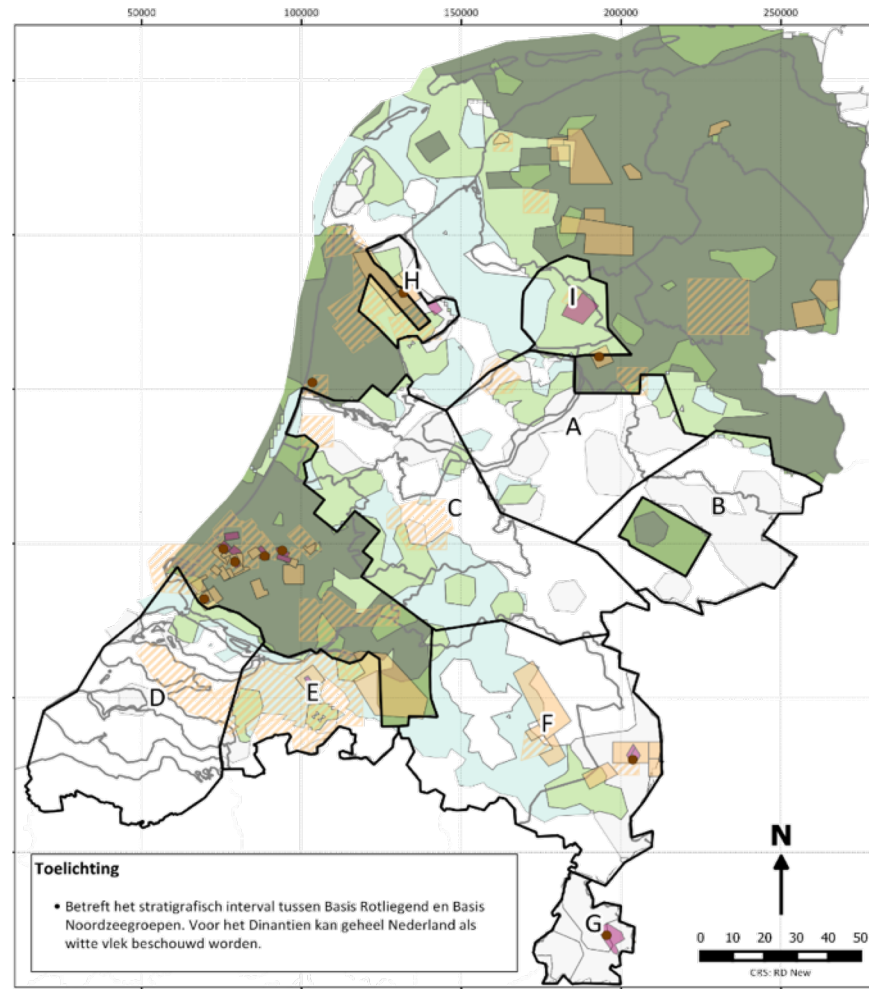 50000 100000 150000 200000 250000
H
I
A
B
C
D
E
F
G
Toelichting
• Betreft het stratigrafisch interval tussen Basis Rotliegend en Basis
Noordzeegroepen. Voor het Dinantien kan geheel Nederland als
witte vlek beschouwd worden.
N
0 10 20 30 40 50
CRS: RD New